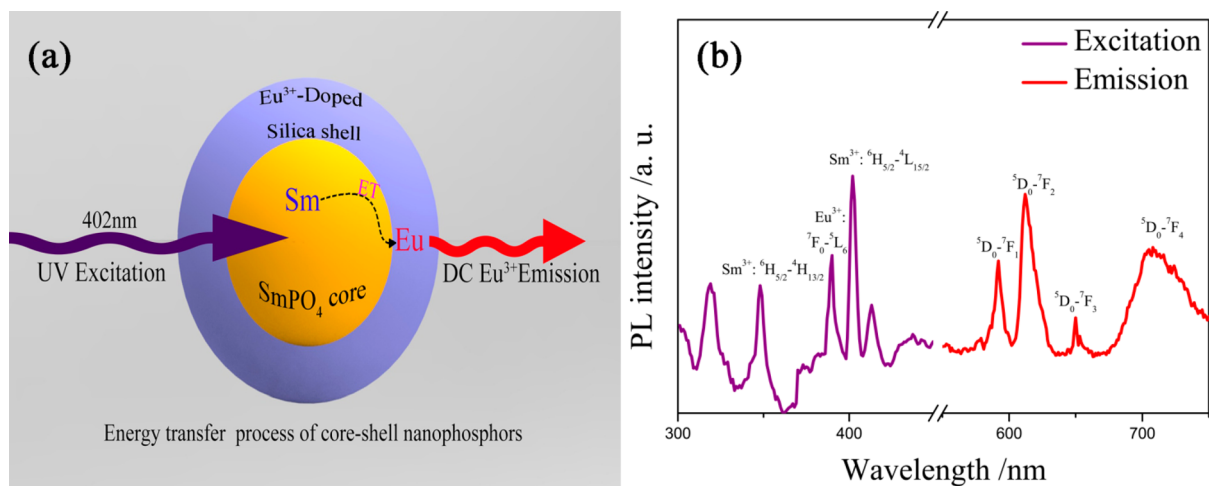 (a)
Eu³⁺-Doped
Silica shell
Sm
ET
Eu
402nm
UV Excitation
DC Eu³⁺Emission
SmPO₄ core
Energy transfer process of core-shell nanophosphors
(b)
Excitation
Emission
PL intensity /a. u.
Sm³⁺: ⁶H₅/₂-⁴L₁₅/₂
Eu³⁺:
⁷F₀-⁵L₆
Sm³⁺: ⁶H₅/₂-⁴H₁₃/₂
⁵D₀-⁷F₁
⁵D₀-⁷F₂
⁵D₀-⁷F₃
⁵D₀-⁷F₄
300
400
600
700
Wavelength /nm